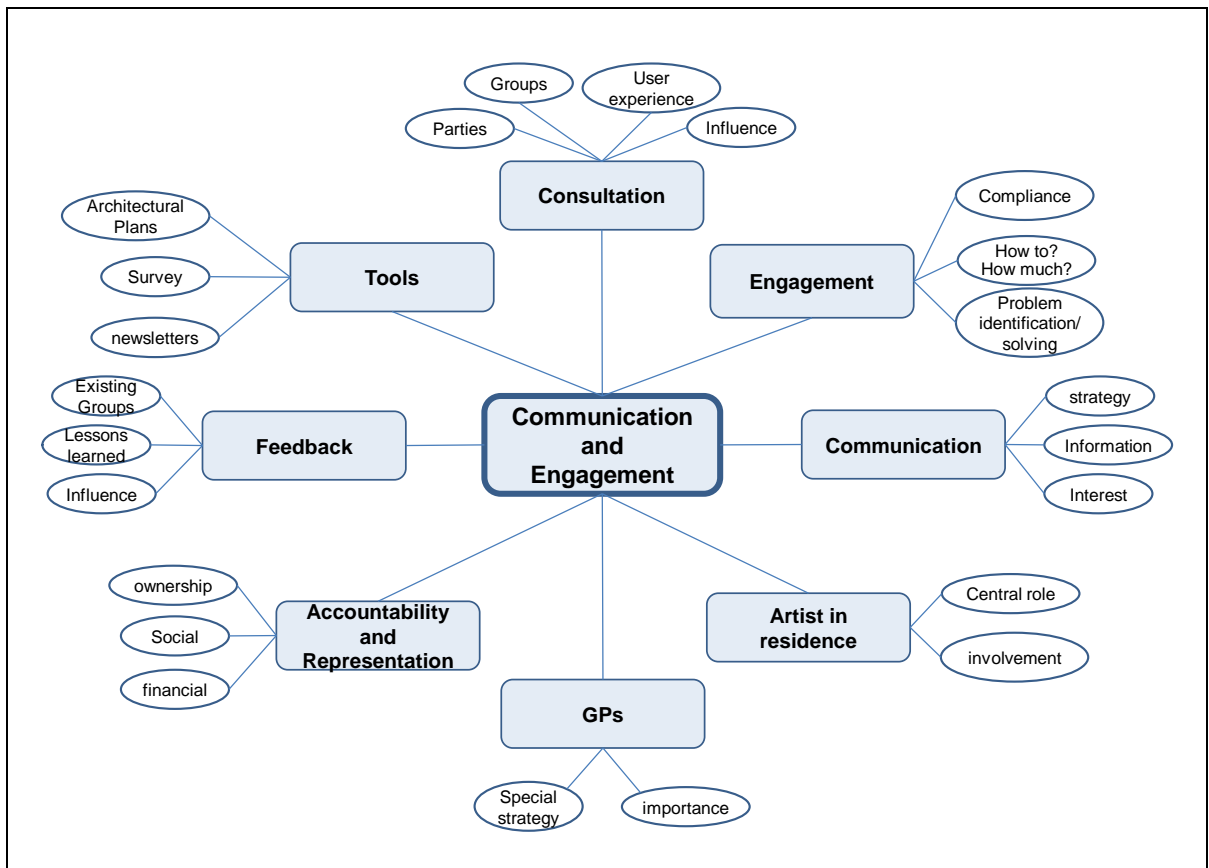 Groups
User
experience
Parties
Influence
Consultation
Architectural
Plans
Survey
newsletters
Tools
Engagement
Compliance
How to?
How much?
Problem
identification/
solving
Existing
Groups
Lessons
learned
Influence
Feedback
Communication
and
Engagement
Communication
strategy
Information
Interest
ownership
Social
financial
Accountability
and
Representation
Artist in
residence
Central role
involvement
GPs
Special
strategy
importance